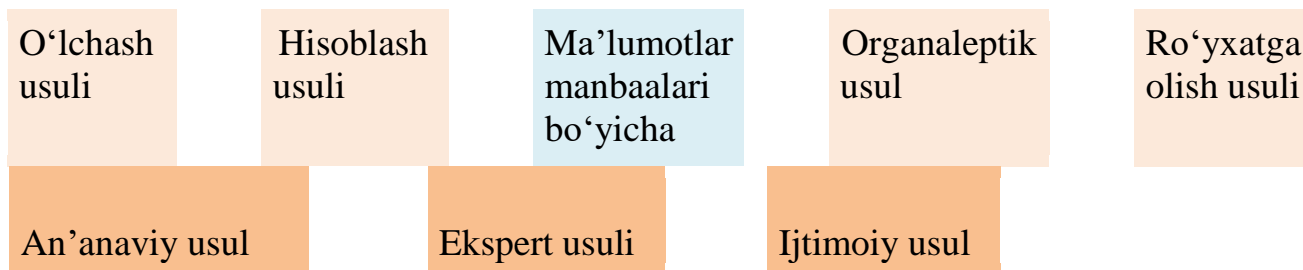 O‘lchash
usuli
Hisoblash
usuli
Ma’lumotlar
manbaalari
bo‘yicha
Organaleptik
usul
Ro‘yxatga
olish usuli
An’anaviy usul
Ekspert usuli
Ijtimoiy usul